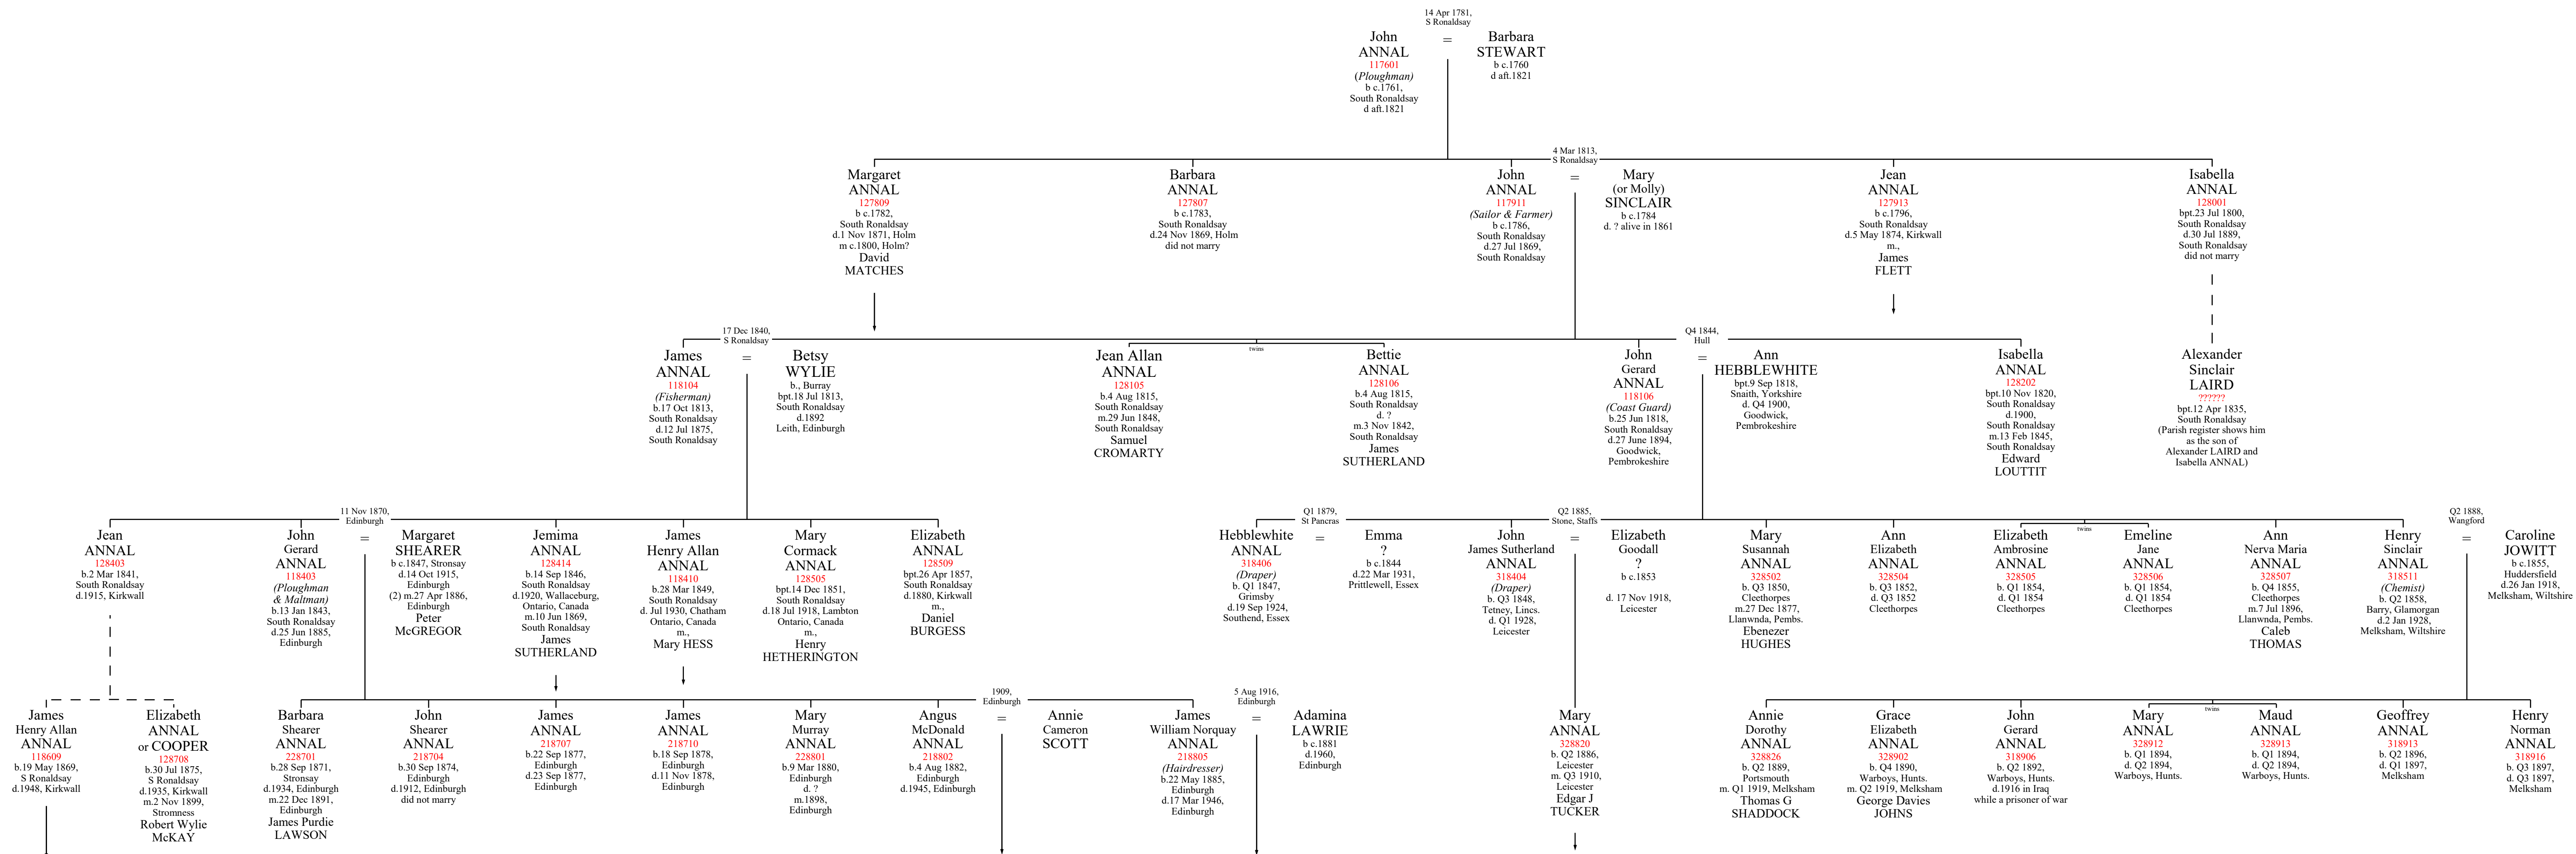 14 Apr 1781,
S Ronaldsay
John
ANNAL
117601
(Ploughman)
b c.1761,
South Ronaldsay
d aft.1821
=
Barbara
STEWART
b c.1760
d aft.1821
Margaret
ANNAL
127809
b c.1782,
South Ronaldsay
d.1 Nov 1871, Holm
m c.1800, Holm?
David
MATCHES
Barbara
ANNAL
127807
b c.1783,
South Ronaldsay
d.24 Nov 1869, Holm
did not marry
4 Mar 1813,
S Ronaldsay
John
ANNAL
117911
(Sailor & Farmer)
b c.1786,
South Ronaldsay
d.27 Jul 1869,
South Ronaldsay
=
Mary
(or Molly)
SINCLAIR
b c.1784
d. ? alive in 1861
Jean
ANNAL
127913
b c.1796,
South Ronaldsay
d.5 May 1874, Kirkwall
m.,
James
FLETT
Isabella
ANNAL
128001
bpt.23 Jul 1800,
South Ronaldsay
d.30 Jul 1889,
South Ronaldsay
did not marry
17 Dec 1840,
S Ronaldsay
James
ANNAL
118104
(Fisherman)
b.17 Oct 1813,
South Ronaldsay
d.12 Jul 1875,
South Ronaldsay
=
Betsy
WYLIE
b., Burray
bpt.18 Jul 1813,
South Ronaldsay
d.1892
Leith, Edinburgh
twins
Jean Allan
ANNAL
128105
b.4 Aug 1815,
South Ronaldsay
m.29 Jun 1848,
South Ronaldsay
Samuel
CROMARTY
Bettie
ANNAL
128106
b.4 Aug 1815,
South Ronaldsay
d. ?
m.3 Nov 1842,
South Ronaldsay
James
SUTHERLAND
Q4 1844,
Hull
John
Gerard
ANNAL
118106
(Coast Guard)
b.25 Jun 1818,
South Ronaldsay
d.27 June 1894,
Goodwick,
Pembrokeshire
=
Ann
HEBBLEWHITE
bpt.9 Sep 1818,
Snaith, Yorkshire
d. Q4 1900,
Goodwick,
Pembrokeshire
Isabella
ANNAL
128202
bpt.10 Nov 1820,
South Ronaldsay
d.1900,
South Ronaldsay
m.13 Feb 1845,
South Ronaldsay
Edward
LOUTTIT
Alexander
Sinclair
LAIRD
??????
bpt.12 Apr 1835,
South Ronaldsay
(Parish register shows him
as the son of
Alexander LAIRD and
Isabella ANNAL)
Jean
ANNAL
128403
b.2 Mar 1841,
South Ronaldsay
d.1915, Kirkwall
11 Nov 1870,
Edinburgh
John
Gerard
ANNAL
118403
(Ploughman
& Maltman)
b.13 Jan 1843,
South Ronaldsay
d.25 Jun 1885,
Edinburgh
=
Margaret
SHEARER
b c.1847, Stronsay
d.14 Oct 1915,
Edinburgh
(2) m.27 Apr 1886,
Edinburgh
Peter
McGREGOR
Jemima
ANNAL
128414
b.14 Sep 1846,
South Ronaldsay
d.1920, Wallaceburg,
Ontario, Canada
m.10 Jun 1869,
South Ronaldsay
James
SUTHERLAND
James
Henry Allan
ANNAL
118410
b.28 Mar 1849,
South Ronaldsay
d. Jul 1930, Chatham
Ontario, Canada
m.,
Mary HESS
Mary
Cormack
ANNAL
128505
bpt.14 Dec 1851,
South Ronaldsay
d.18 Jul 1918, Lambton
Ontario, Canada
m.,
Henry
HETHERINGTON
Elizabeth
ANNAL
128509
bpt.26 Apr 1857,
South Ronaldsay
d.1880, Kirkwall
m.,
Daniel
BURGESS
Q1 1879,
St Pancras
Hebblewhite
ANNAL
318406
(Draper)
b. Q1 1847,
Grimsby
d.19 Sep 1924,
Southend, Essex
=
Emma
?
b c.1844
d.22 Mar 1931,
Prittlewell, Essex
Q2 1885,
Stone, Staffs
John
James Sutherland
ANNAL
318404
(Draper)
b. Q3 1848,
Tetney, Lincs.
d. Q1 1928,
Leicester
=
Elizabeth
Goodall
?
b c.1853
d. 17 Nov 1918,
Leicester
Mary
Susannah
ANNAL
328502
b. Q3 1850,
Cleethorpes
m.27 Dec 1877,
Llanwnda, Pembs.
Ebenezer
HUGHES
Ann
Elizabeth
ANNAL
328504
b. Q3 1852,
d. Q3 1852
Cleethorpes
twins
Elizabeth
Ambrosine
ANNAL
328505
b. Q1 1854,
d. Q1 1854
Cleethorpes
Emeline
Jane
ANNAL
328506
b. Q1 1854,
d. Q1 1854
Cleethorpes
Ann
Nerva Maria
ANNAL
328507
b. Q4 1855,
Cleethorpes
m.7 Jul 1896,
Llanwnda, Pembs.
Caleb
THOMAS
Q2 1888,
Wangford
Henry
Sinclair
ANNAL
318511
(Chemist)
b. Q2 1858,
Barry, Glamorgan
d.2 Jan 1928,
Melksham, Wiltshire
=
Caroline
JOWITT
b c.1855,
Huddersfield
d.26 Jan 1918,
Melksham, Wiltshire
James
Henry Allan
ANNAL
118609
b.19 May 1869,
S Ronaldsay
d.1948, Kirkwall
Elizabeth
ANNAL
or COOPER
128708
b.30 Jul 1875,
S Ronaldsay
d.1935, Kirkwall
m.2 Nov 1899,
Stromness
Robert Wylie
McKAY
Barbara
Shearer
ANNAL
228701
b.28 Sep 1871,
Stronsay
d.1934, Edinburgh
m.22 Dec 1891,
Edinburgh
James Purdie
LAWSON
John
Shearer
ANNAL
218704
b.30 Sep 1874,
Edinburgh
d.1912, Edinburgh
did not marry
James
ANNAL
218707
b.22 Sep 1877,
Edinburgh
d.23 Sep 1877,
Edinburgh
James
ANNAL
218710
b.18 Sep 1878,
Edinburgh
d.11 Nov 1878,
Edinburgh
Mary
Murray
ANNAL
228801
b.9 Mar 1880,
Edinburgh
d. ?
m.1898,
Edinburgh
1909,
Edinburgh
Angus
McDonald
ANNAL
218802
b.4 Aug 1882,
Edinburgh
d.1945, Edinburgh
=
Annie
Cameron
SCOTT
5 Aug 1916,
Edinburgh
James
William Norquay
ANNAL
218805
(Hairdresser)
b.22 May 1885,
Edinburgh
d.17 Mar 1946,
Edinburgh
=
Adamina
LAWRIE
b c.1881
d.1960,
Edinburgh
Mary
ANNAL
328820
b. Q2 1886,
Leicester
m. Q3 1910,
Leicester
Edgar J
TUCKER
Annie
Dorothy
ANNAL
328826
b. Q2 1889,
Portsmouth
m. Q1 1919, Melksham
Thomas G
SHADDOCK
Grace
Elizabeth
ANNAL
328902
b. Q4 1890,
Warboys, Hunts.
m. Q2 1919, Melksham
George Davies
JOHNS
John
Gerard
ANNAL
318906
b. Q2 1892,
Warboys, Hunts.
d.1916 in Iraq
while a prisoner of war
twins
Mary
ANNAL
328912
b. Q1 1894,
d. Q2 1894,
Warboys, Hunts.
Maud
ANNAL
328913
b. Q1 1894,
d. Q2 1894,
Warboys, Hunts.
Geoffrey
ANNAL
318913
b. Q2 1896,
d. Q1 1897,
Melksham
Henry
Norman
ANNAL
318916
b. Q3 1897,
d. Q3 1897,
Melksham